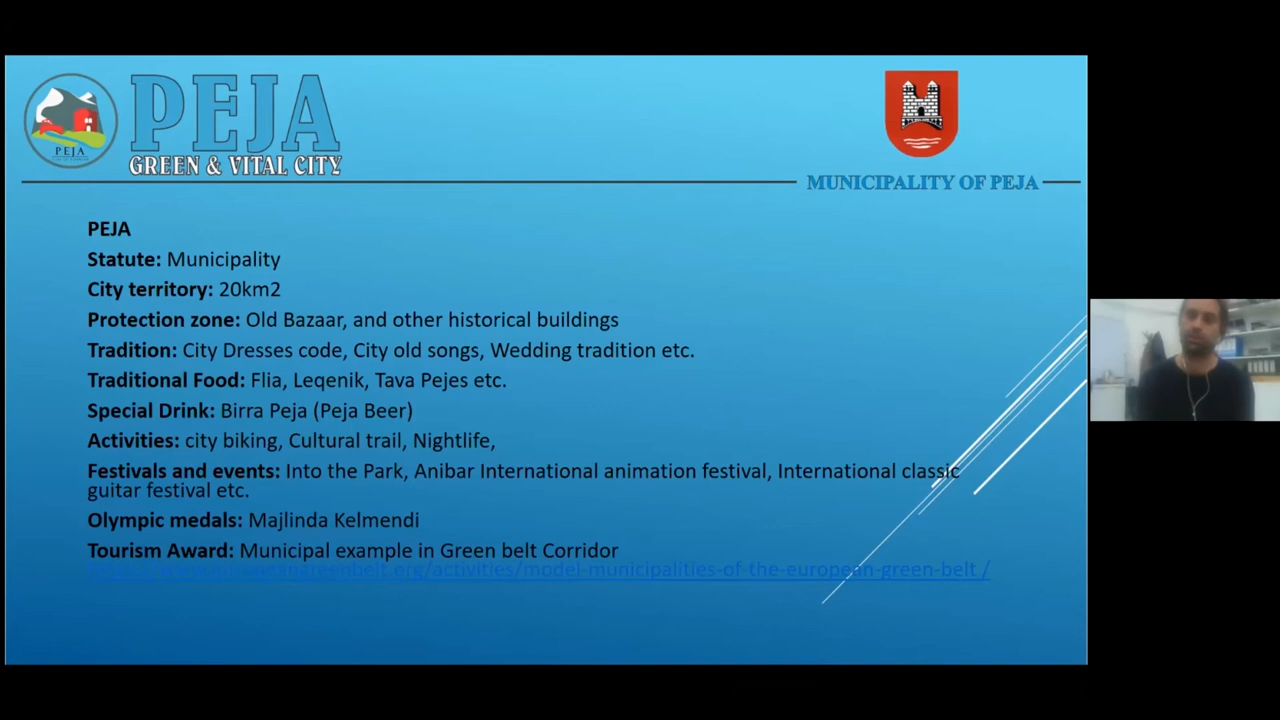 PEJA
GREEN & VITAL CITY
PEJA
MUNICIPALITY OF PEJA
PEJA
Statute: Municipality
City territory: 20km2
Protection zone: Old Bazaar, and other historical buildings
Tradition: City Dresses code, City old songs, Wedding tradition etc.
Traditional Food: Flia, Leqenik, Tava Pejes etc.
Special Drink: Birra Peja (Peja Beer)
Activities: city biking, Cultural trail, Nightlife,
Festivals and events: Into the Park, Anibar International animation festival, International classic
guitar festival etc.
Olympic medals: Majlinda Kelmendi
Tourism Award: Municipal example in Green belt Corridor
europeangreenbelt.org/activities/model-municipalities-of-the-european-green-belt /